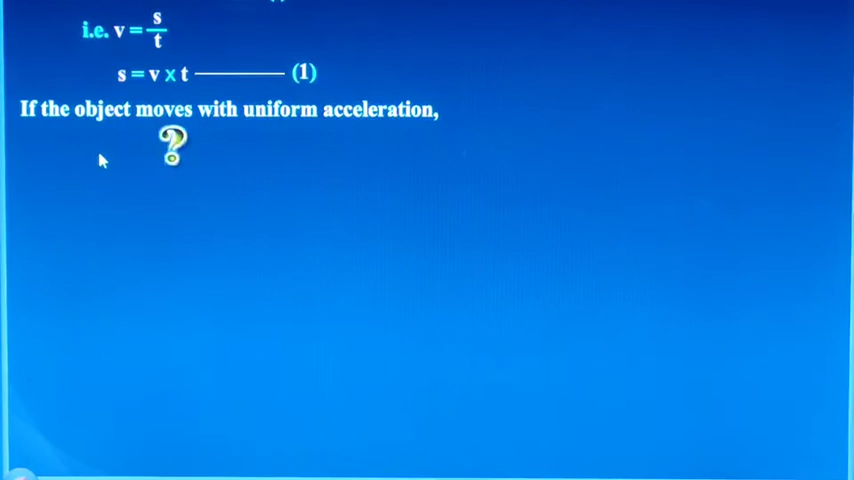 i.e. v = s/t
s = v x t ———— (1)
If the object moves with uniform acceleration,
?